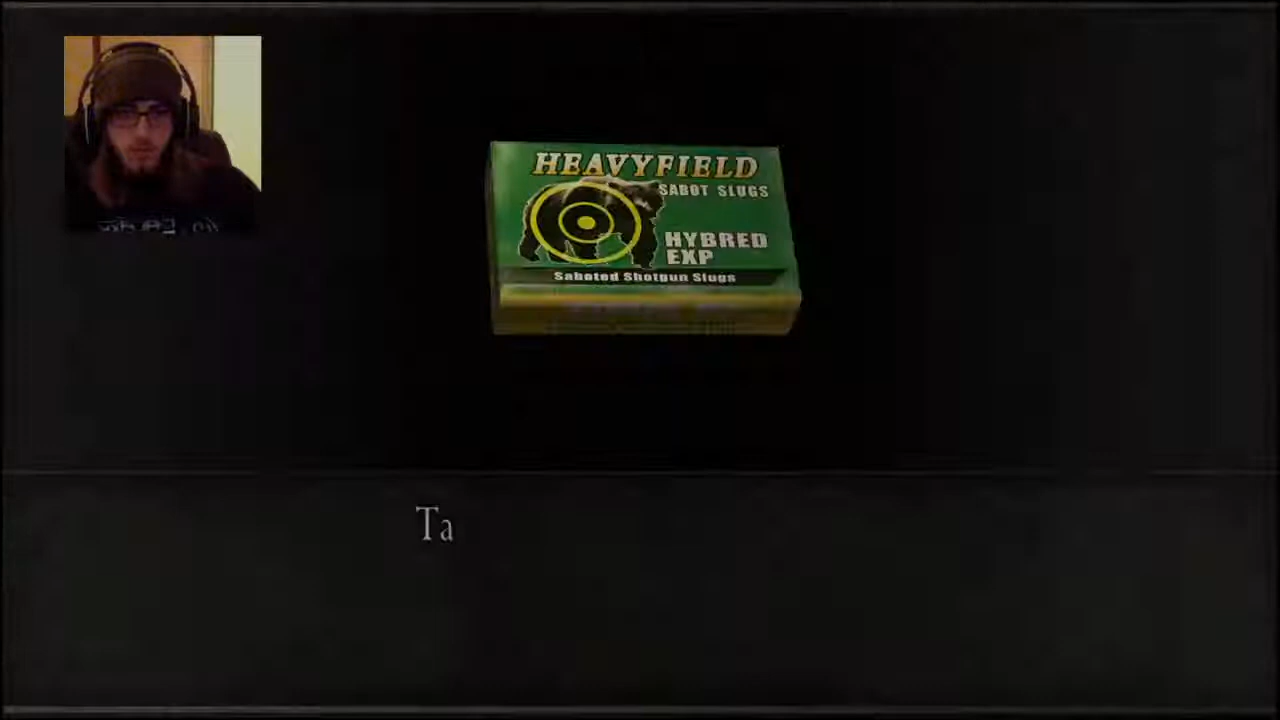 HEAVYFIELD
SABOT SLUGS
HYBRED
EXP
Saboted Shotgun Slugs
Ta